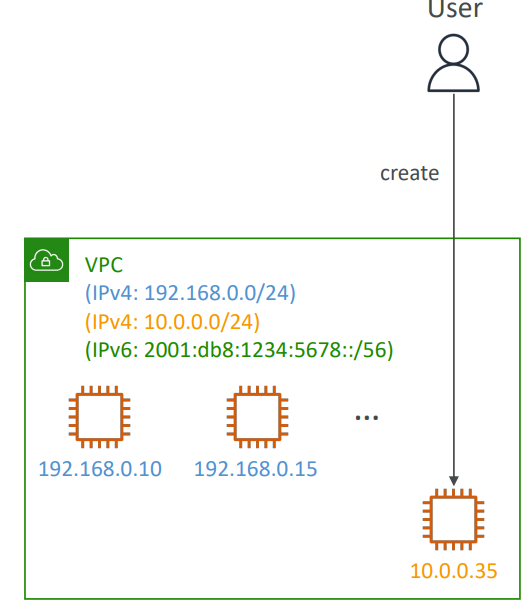 User
create
VPC
(IPv4: 192.168.0.0/24)
(IPv4: 10.0.0.0/24)
(IPv6: 2001:db8:1234:5678::/56)
...
192.168.0.10
192.168.0.15
10.0.0.35